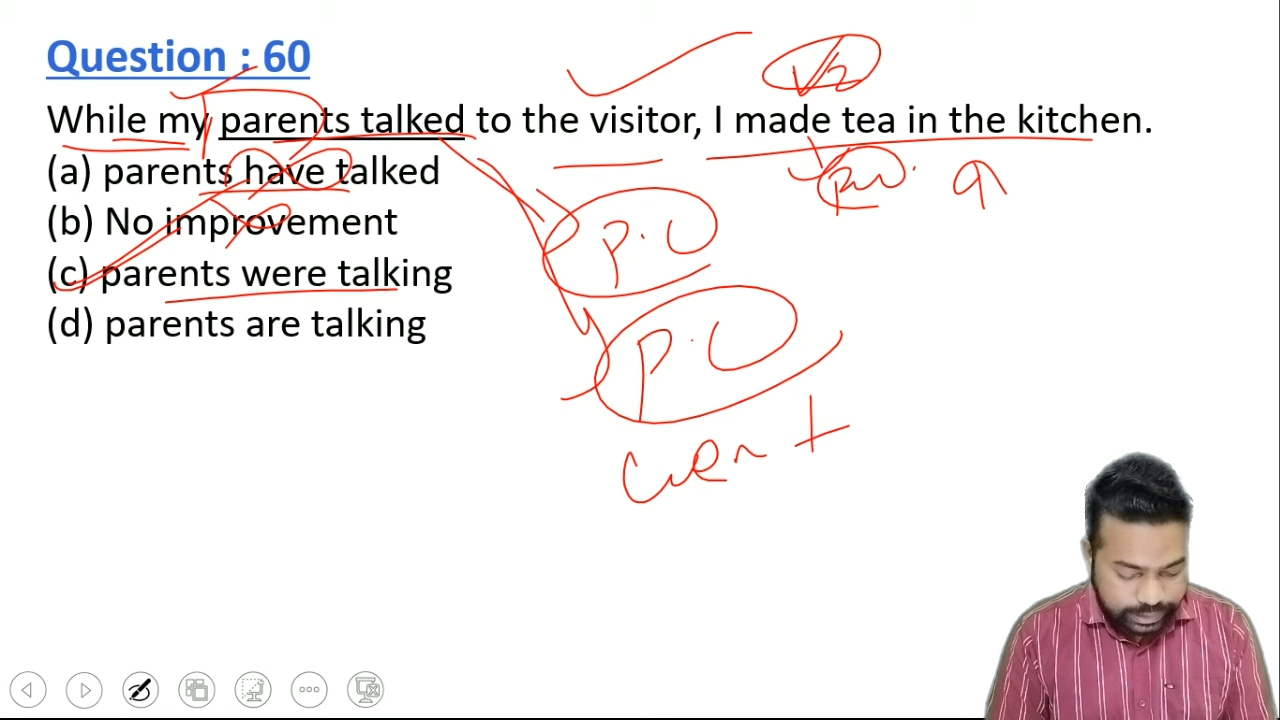 Question : 60
While my parents talked to the visitor, I made tea in the kitchen.
(a) parents have talked
(b) No improvement
(c) parents were talking
(d) parents are talking
V2
P.
P.